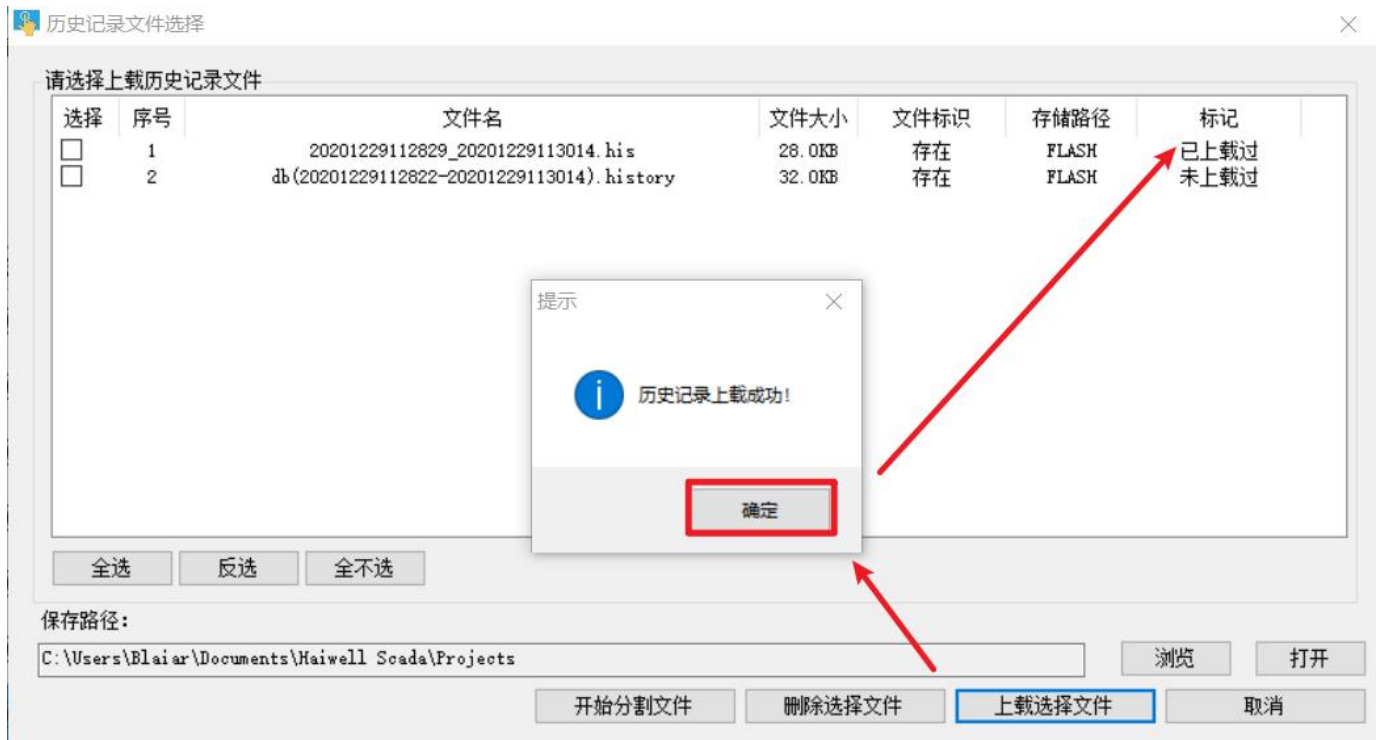 历史记录文件选择
请选择上载历史记录文件
选择 序号 文件名 文件大小 文件标识 存储路径 标记
1 20201229112829_20201229113014.his 28.0KB 存在 FLASH 已上载过
2 db(20201229112822-20201229113014).history 32.0KB 存在 FLASH 未上载过
提示
历史记录上载成功!
确定
全选 反选 全不选
保存路径:
C:\Users\Blaiar\Documents\Haiwell Scada\Projects 浏览 打开
开始分割文件 删除选择文件 上载选择文件 取消